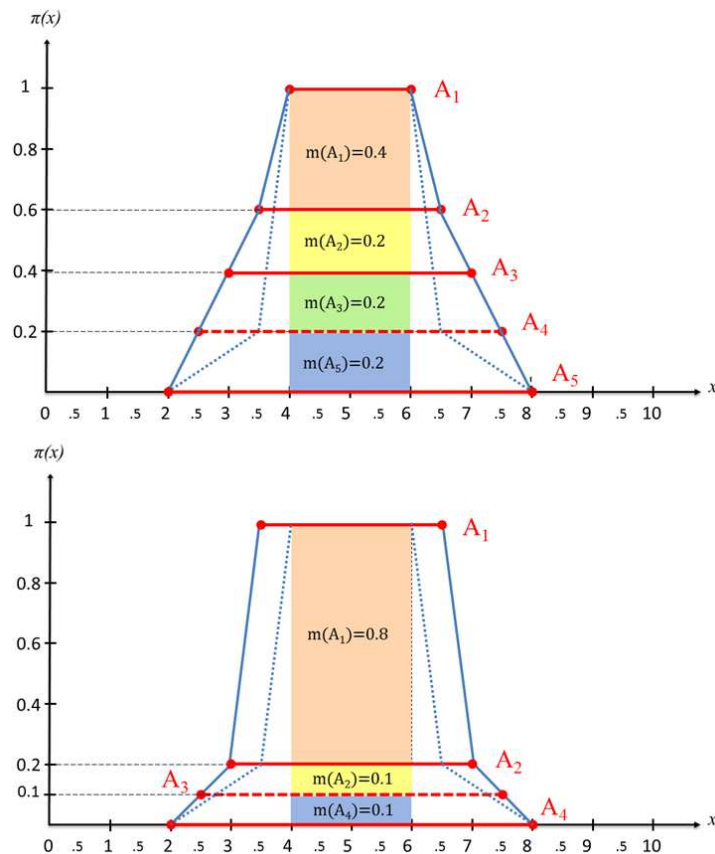 π(x)
1 A₁
m(A₁)=0.4
0.8
0.6 A₂
m(A₂)=0.2
0.4 A₃
m(A₃)=0.2
0.2 A₄
m(A₅)=0.2
A₅
x
0 .5 1 .5 2 .5 3 .5 4 .5 5 .5 6 .5 7 .5 8 .5 9 .5 10
π(x)
1 A₁
0.8
m(A₁)=0.8
0.6
0.4
0.2 A₂
A₃ m(A₂)=0.1
0.1
m(A₄)=0.1 A₄
x
0 .5 1 .5 2 .5 3 .5 4 .5 5 .5 6 .5 7 .5 8 .5 9 .5 10